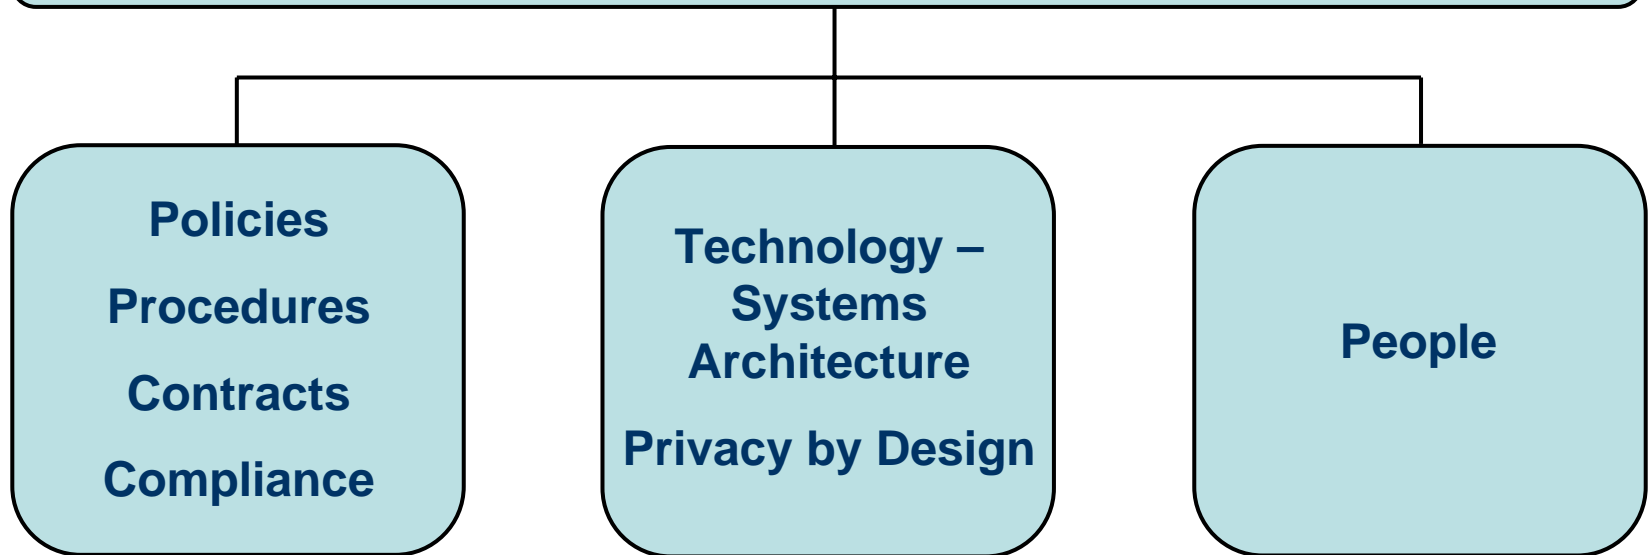 Policies
Procedures
Contracts
Compliance
Technology –
Systems
Architecture
Privacy by Design
People